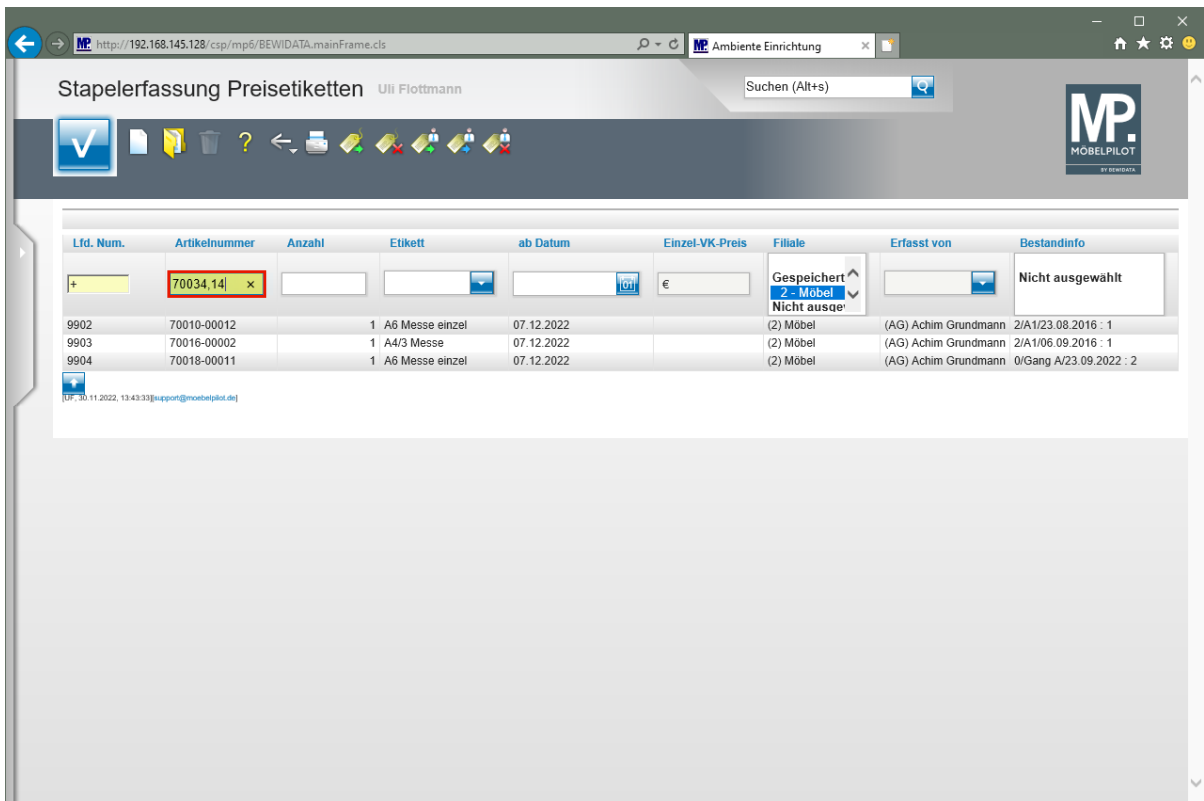 http://192.168.145.128/csp/mp6/BEWIDATA.mainFrame.cls
MP. Ambiente Einrichtung
Stapelerfassung Preisetiketten Uli Flottmann
Suchen (Alt+s)
MP.
MÖBELPILOT
BY BEWIDATA
Lfd. Num. Artikelnummer Anzahl Etikett ab Datum Einzel-VK-Preis Filiale Erfasst von Bestandinfo
+ 70034,14 €
Gespeichert
2 - Möbel
Nicht ausgew
Nicht ausgewählt
9902 70010-00012 1 A6 Messe einzel 07.12.2022 (2) Möbel (AG) Achim Grundmann 2/A1/23.08.2016 : 1
9903 70016-00002 1 A4/3 Messe 07.12.2022 (2) Möbel (AG) Achim Grundmann 2/A1/06.09.2016 : 1
9904 70018-00011 1 A6 Messe einzel 07.12.2022 (2) Möbel (AG) Achim Grundmann 0/Gang A/23.09.2022 : 2
[UF, 30.11.2022, 13:43:33][support@moebelpilot.de]